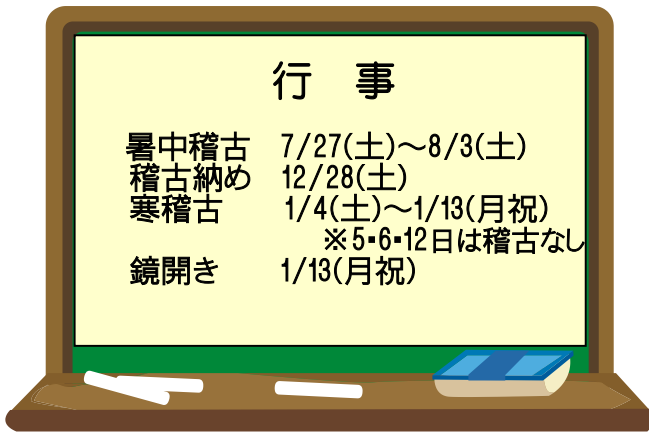 行　事
暑中稽古　7/27(土)～8/3(土)
稽古納め　12/28(土)
寒稽古　　1/4(土)～1/13(月祝)
※5・6・12日は稽古なし
鏡開き　　1/13(月祝)